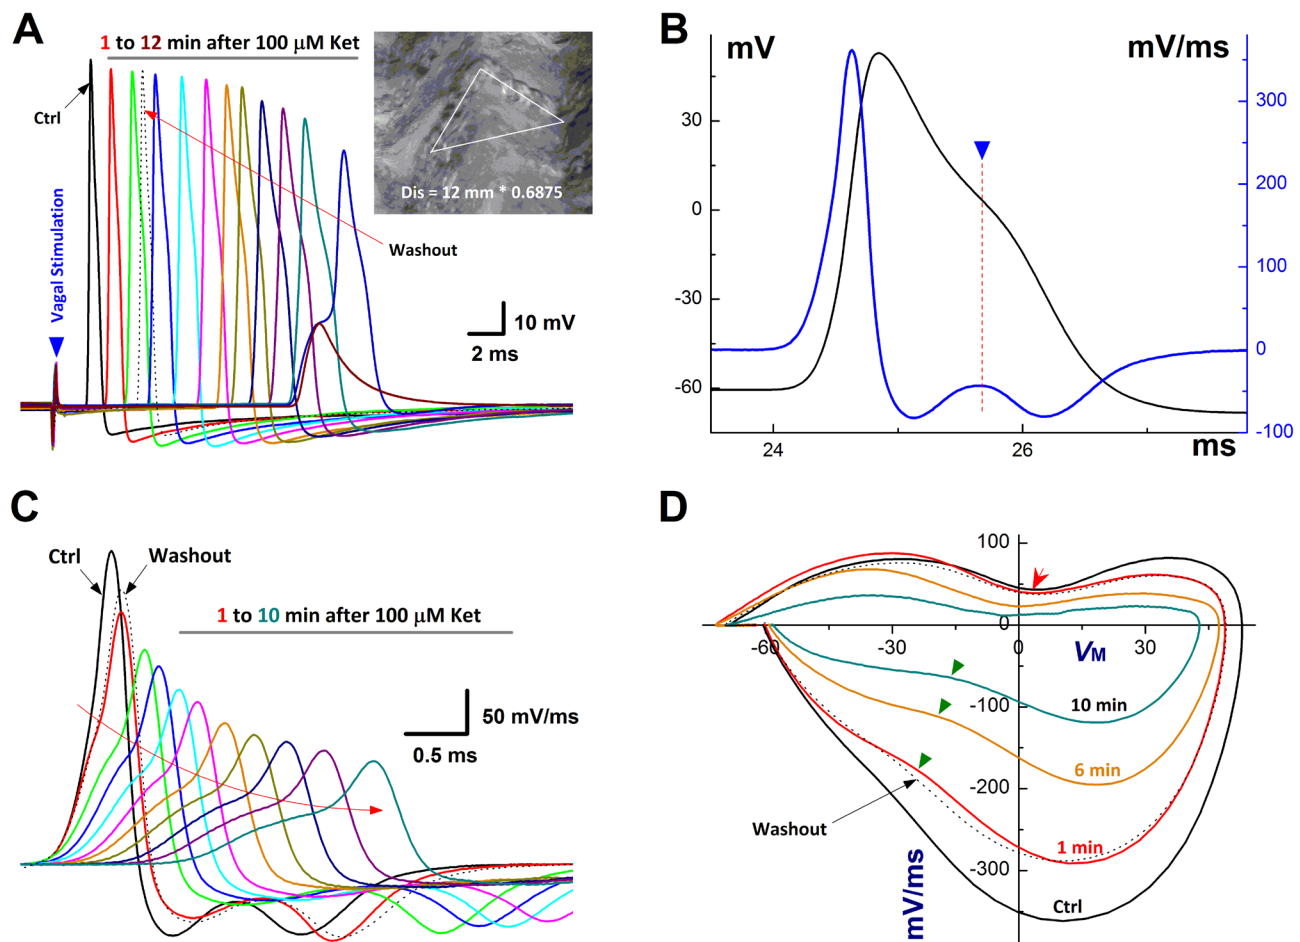 A
1 to 12 min after 100 μM Ket
Ctrl
Vagal Stimulation
Dis = 12 mm * 0.6875
Washout
10 mV
2 ms
B
mV
mV/ms
30
0
-30
-60
300
200
100
0
-100
24
26
ms
C
Ctrl
Washout
1 to 10 min after 100 μM Ket
50 mV/ms
0.5 ms
D
100
0
-100
-200
-300
-60
-30
0
30
VM
10 min
6 min
1 min
Washout
Ctrl
mV/ms